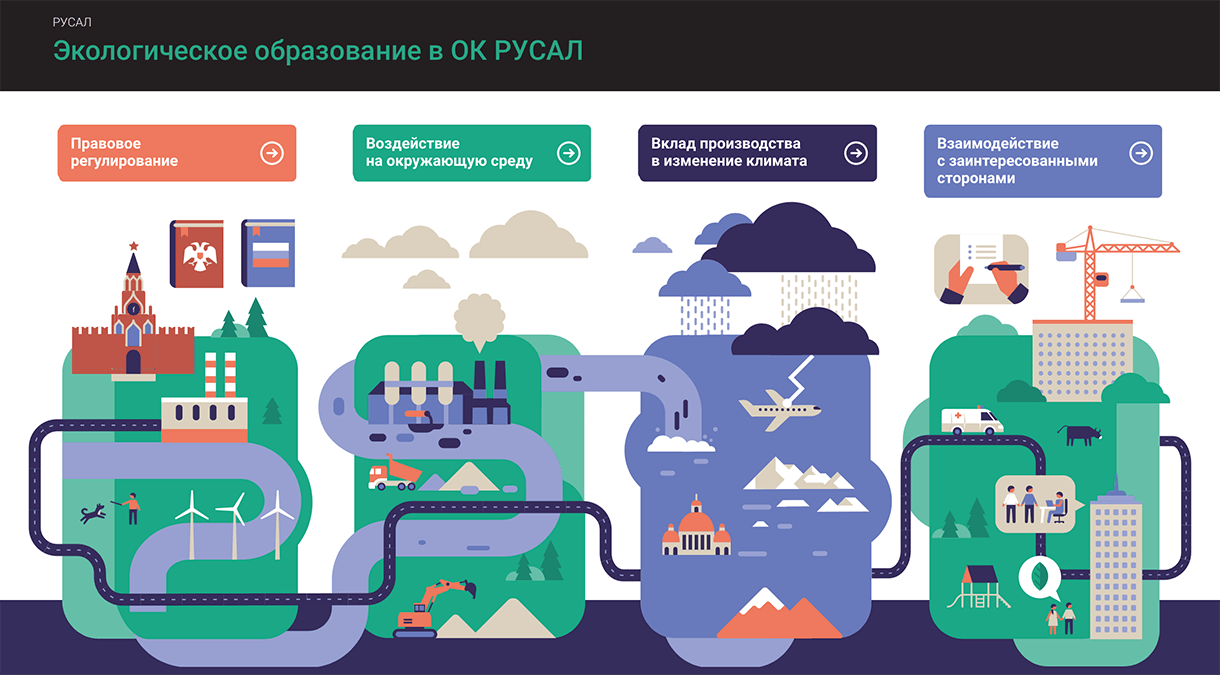 РУСАЛ
Экологическое образование в ОК РУСАЛ
Правовое
регулирование
Воздействие
на окружающую среду
Вклад производства
в изменение климата
Взаимодействие
с заинтересованными
сторонами